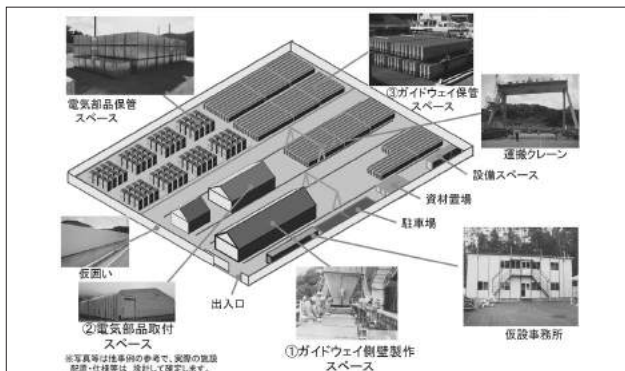 電気部品保管
スペース
③ガイドウェイ保管
スペース
運搬クレーン
設備スペース
資材置場
駐車場
仮囲い
出入口
②電気部品取付
スペース
①ガイドウェイ側壁製作
スペース
仮設事務所
※写真等は他事例の参考で、実際の施設
配置・仕様等は 設計して確定します。